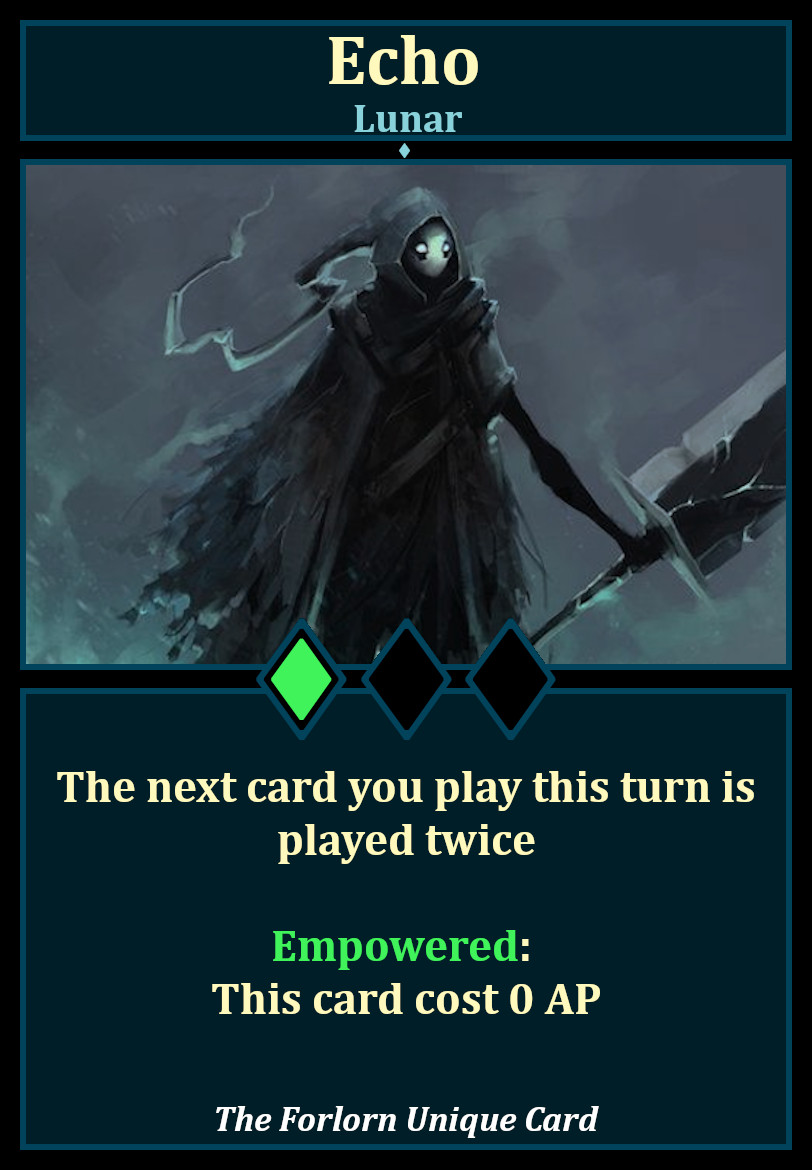 Echo
Lunar
The next card you play this turn is
played twice
Empowered:
This card cost 0 AP
The Forlorn Unique Card